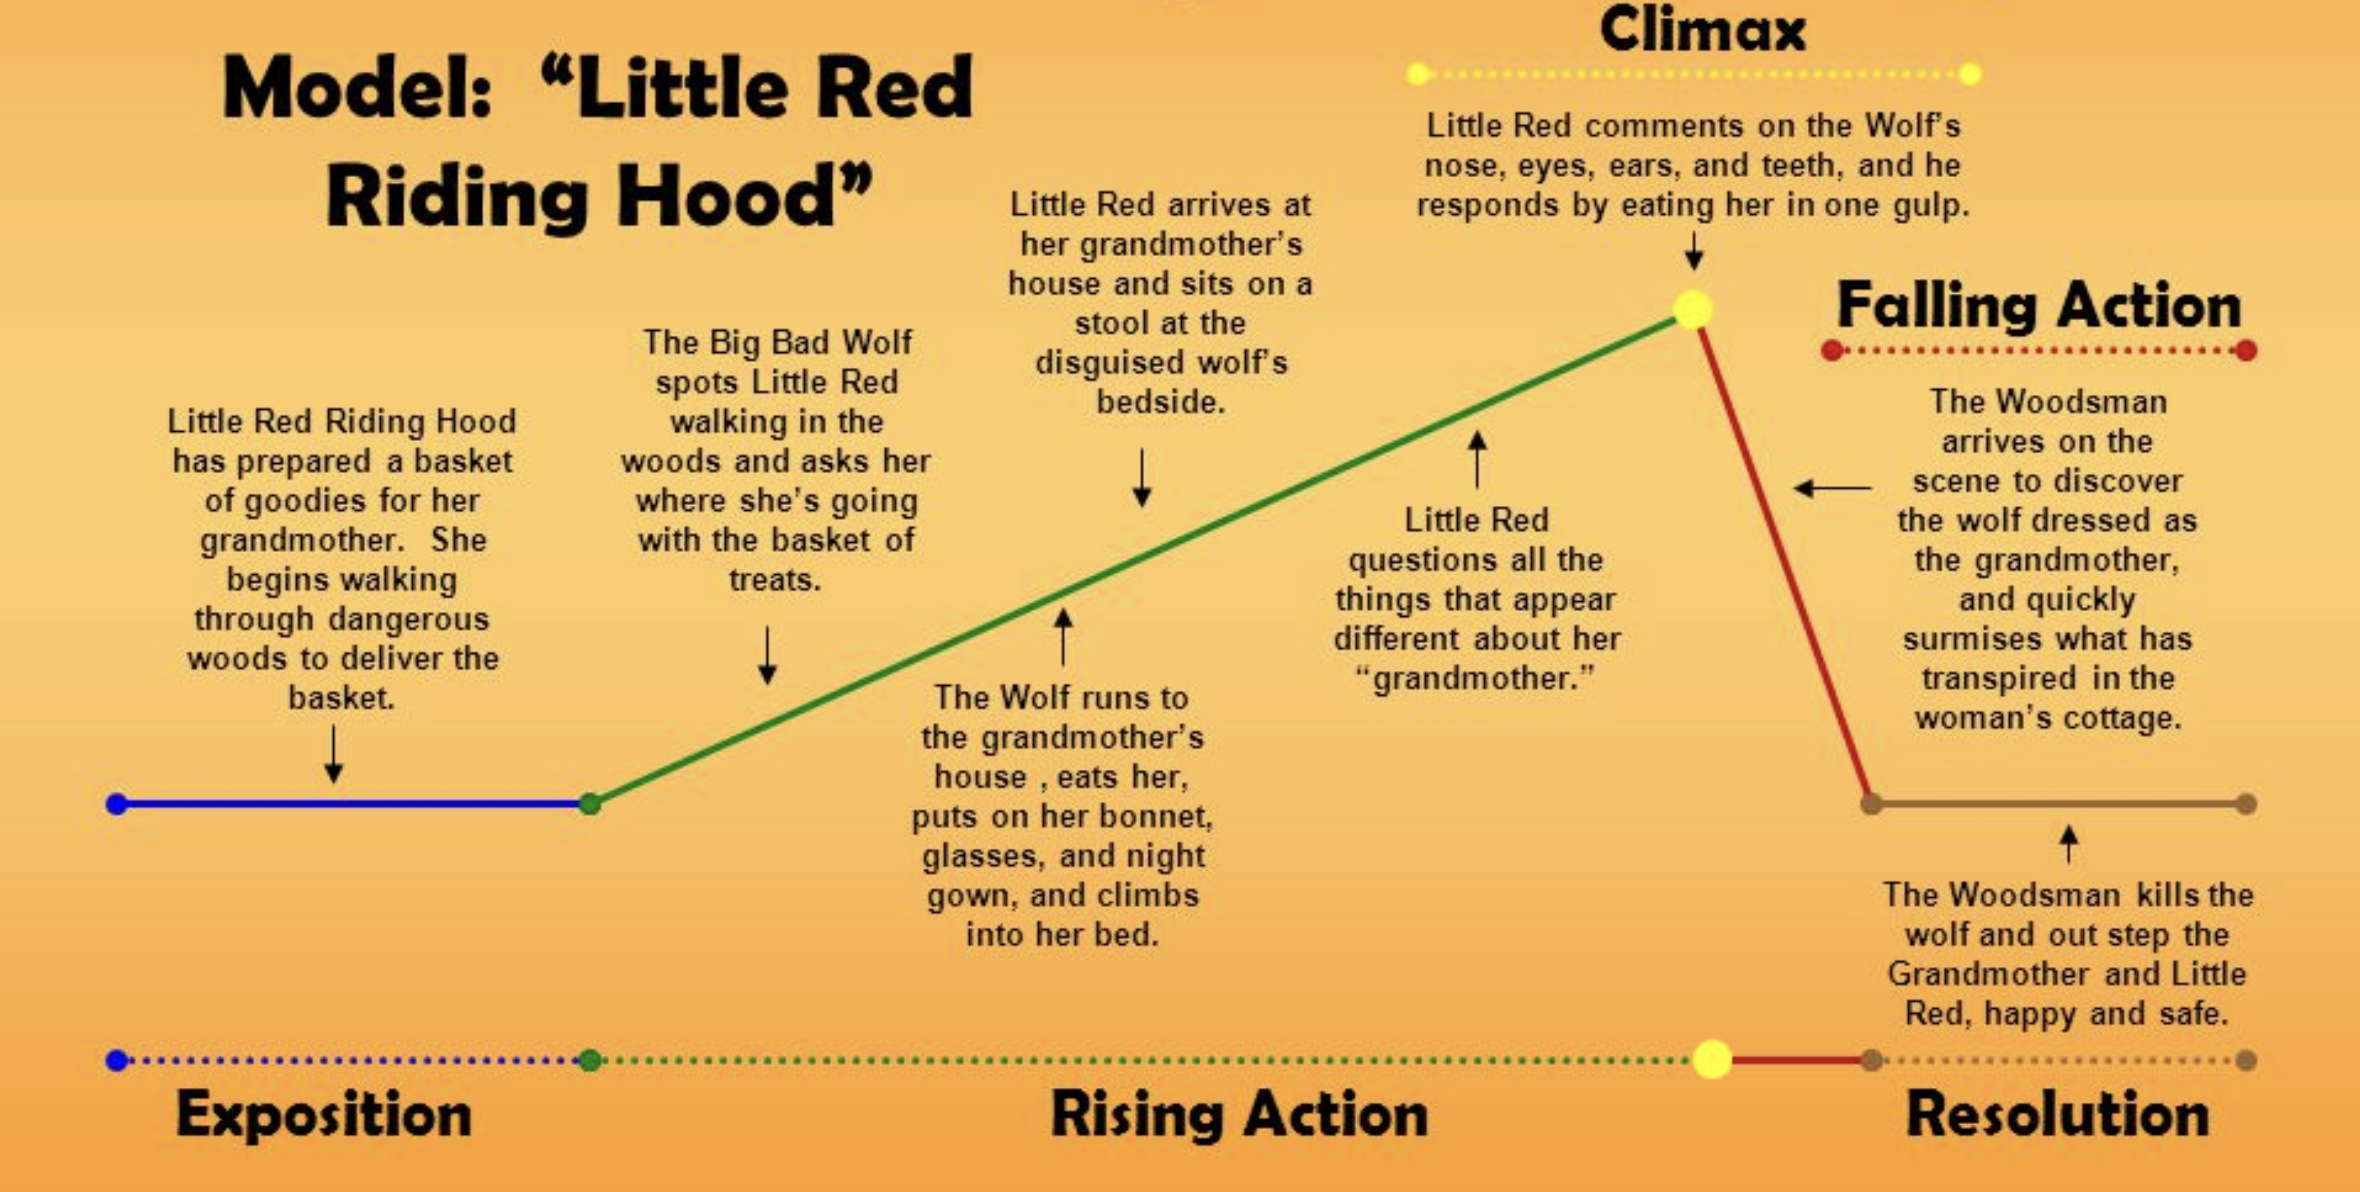 Model: “Little Red
Riding Hood”
Climax
Little Red comments on the Wolf’s
nose, eyes, ears, and teeth, and he
responds by eating her in one gulp.
Little Red Riding Hood
has prepared a basket
of goodies for her
grandmother. She
begins walking
through dangerous
woods to deliver the
basket.
The Big Bad Wolf
spots Little Red
walking in the
woods and asks her
where she’s going
with the basket of
treats.
The Wolf runs to
the grandmother’s
house , eats her,
puts on her bonnet,
glasses, and night
gown, and climbs
into her bed.
Little Red arrives at
her grandmother’s
house and sits on a
stool at the
disguised wolf’s
bedside.
Little Red
questions all the
things that appear
different about her
“grandmother.”
Falling Action
The Woodsman
arrives on the
scene to discover
the wolf dressed as
the grandmother,
and quickly
surmises what has
transpired in the
woman’s cottage.
The Woodsman kills the
wolf and out step the
Grandmother and Little
Red, happy and safe.
Exposition
Rising Action
Resolution